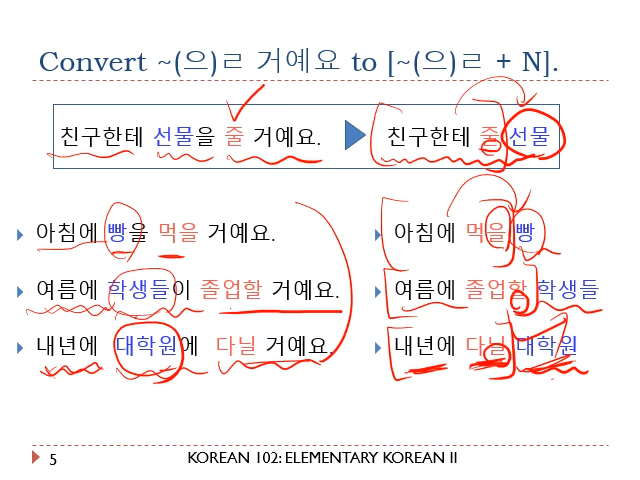 Convert ~(으)ㄹ 거예요 to [~(으)ㄹ + N].
친구한테 선물을 줄 거예요. 친구한테 줄 선물
아침에 빵을 먹을 거예요. 아침에 먹을 빵
여름에 학생들이 졸업할 거예요. 여름에 졸업할 학생들
내년에 대학원에 다닐 거예요. 내년에 다닐 대학원
5 KOREAN 102: ELEMENTARY KOREAN II